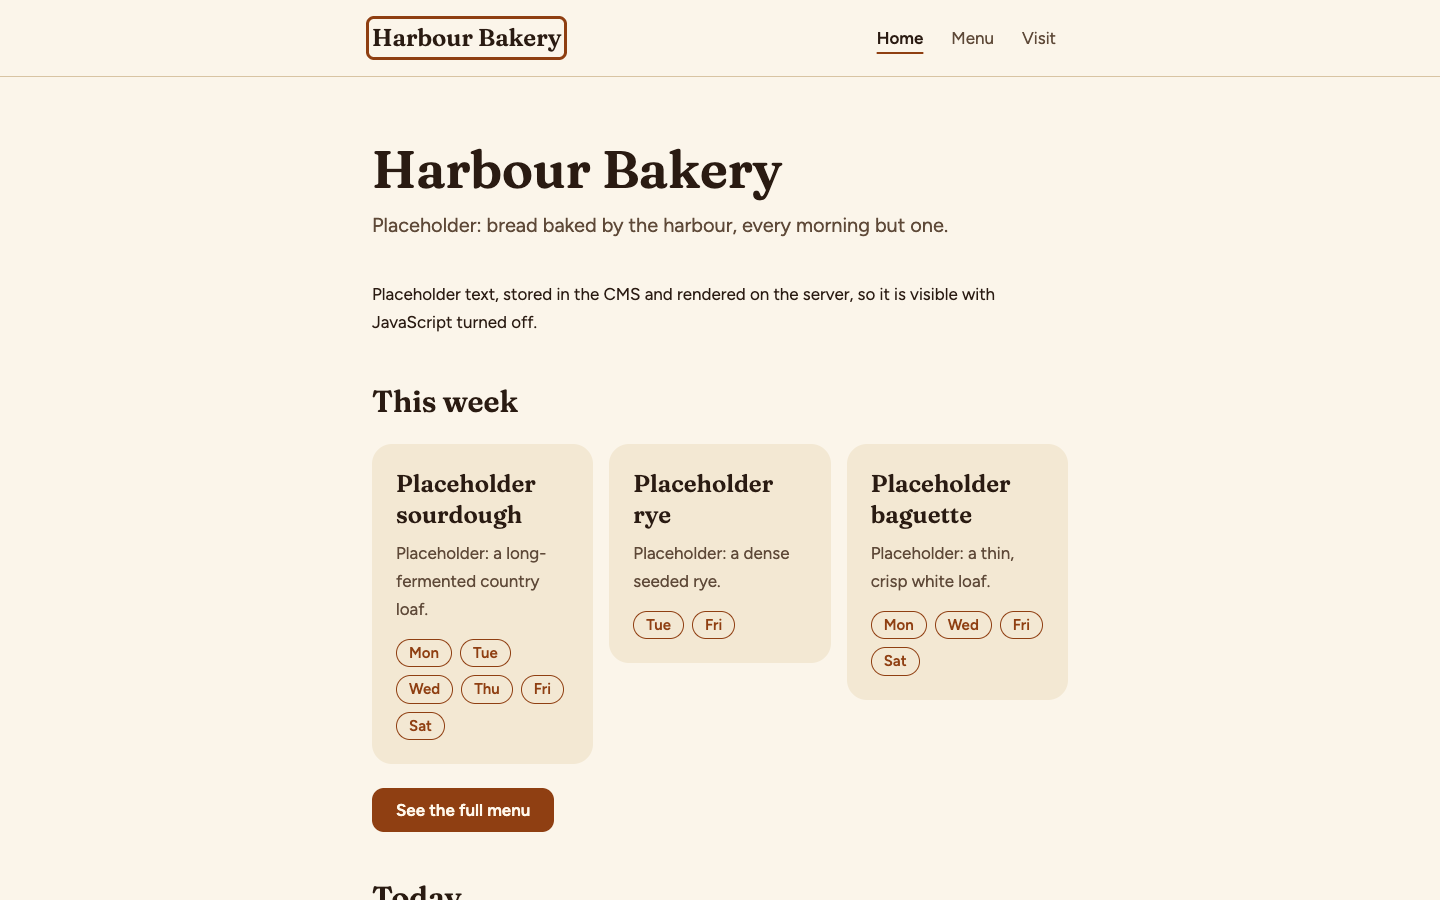 Harbour Bakery
Home Menu Visit
Harbour Bakery
Placeholder: bread baked by the harbour, every morning but one.
Placeholder text, stored in the CMS and rendered on the server, so it is visible with
JavaScript turned off.
This week
Placeholder
sourdough
Placeholder: a long-
fermented country
loaf.
Mon Tue
Wed Thu Fri
Sat
Placeholder
rye
Placeholder: a dense
seeded rye.
Tue Fri
Placeholder
baguette
Placeholder: a thin,
crisp white loaf.
Mon Wed Fri
Sat
See the full menu
Today